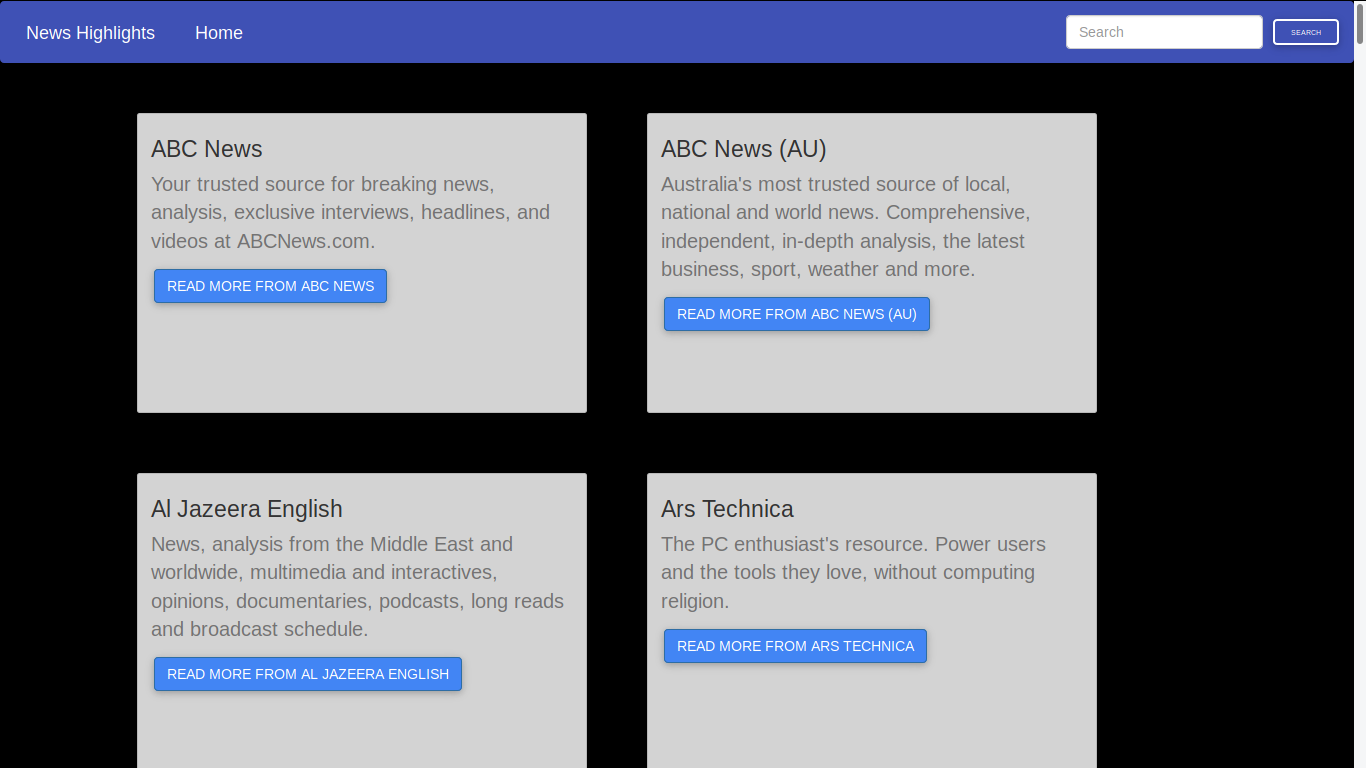 News Highlights Home Search SEARCH
ABC News
Your trusted source for breaking news,
analysis, exclusive interviews, headlines, and
videos at ABCNews.com.
READ MORE FROM ABC NEWS
ABC News (AU)
Australia's most trusted source of local,
national and world news. Comprehensive,
independent, in-depth analysis, the latest
business, sport, weather and more.
READ MORE FROM ABC NEWS (AU)
Al Jazeera English
News, analysis from the Middle East and
worldwide, multimedia and interactives,
opinions, documentaries, podcasts, long reads
and broadcast schedule.
READ MORE FROM AL JAZEERA ENGLISH
Ars Technica
The PC enthusiast's resource. Power users
and the tools they love, without computing
religion.
READ MORE FROM ARS TECHNICA